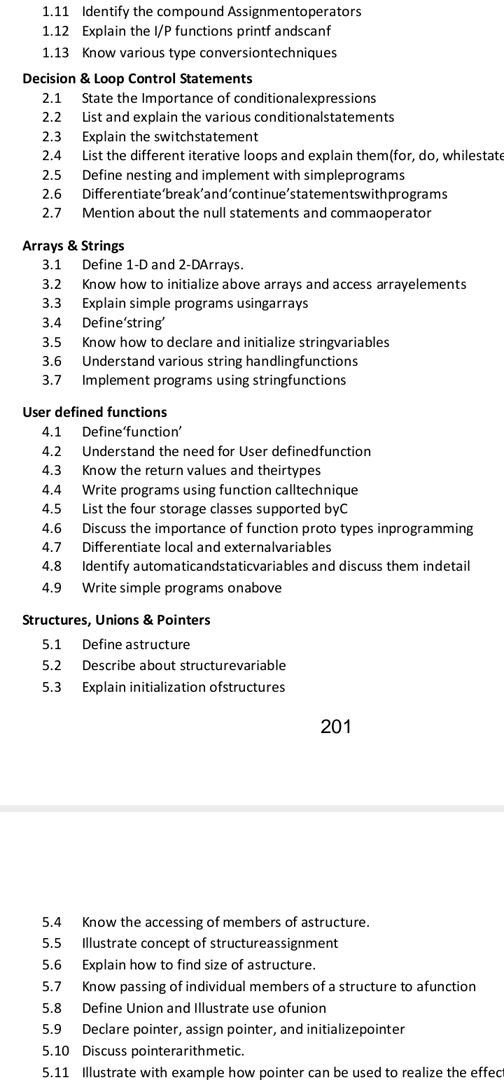 1.11 Identify the compound Assignmentoperators
1.12 Explain the I/P functions printf andscanf
1.13 Know various type conversiontechniques
Decision & Loop Control Statements
2.1 State the Importance of conditionalexpressions
2.2 List and explain the various conditionalstatements
2.3 Explain the switchstatement
2.4 List the different iterative loops and explain them(for, do, whilestate
2.5 Define nesting and implement with simpleprograms
2.6 Differentiate‘break’and‘continue’statementswithprograms
2.7 Mention about the null statements and commaoperator
Arrays & Strings
3.1 Define 1-D and 2-DArrays.
3.2 Know how to initialize above arrays and access arrayelements
3.3 Explain simple programs usingarrays
3.4 Define‘string’
3.5 Know how to declare and initialize stringvariables
3.6 Understand various string handlingfunctions
3.7 Implement programs using stringfunctions
User defined functions
4.1 Define‘function’
4.2 Understand the need for User definedfunction
4.3 Know the return values and theirtypes
4.4 Write programs using function calltechnique
4.5 List the four storage classes supported byC
4.6 Discuss the importance of function proto types inprogramming
4.7 Differentiate local and externalvariables
4.8 Identify automaticandstaticvariables and discuss them indetail
4.9 Write simple programs onabove
Structures, Unions & Pointers
5.1 Define astructure
5.2 Describe about structurevariable
5.3 Explain initialization ofstructures
201
5.4 Know the accessing of members of astructure.
5.5 Illustrate concept of structureassignment
5.6 Explain how to find size of astructure.
5.7 Know passing of individual members of a structure to afunction
5.8 Define Union and Illustrate use ofunion
5.9 Declare pointer, assign pointer, and initializepointer
5.10 Discuss pointerarithmetic.
5.11 Illustrate with example how pointer can be used to realize the effec